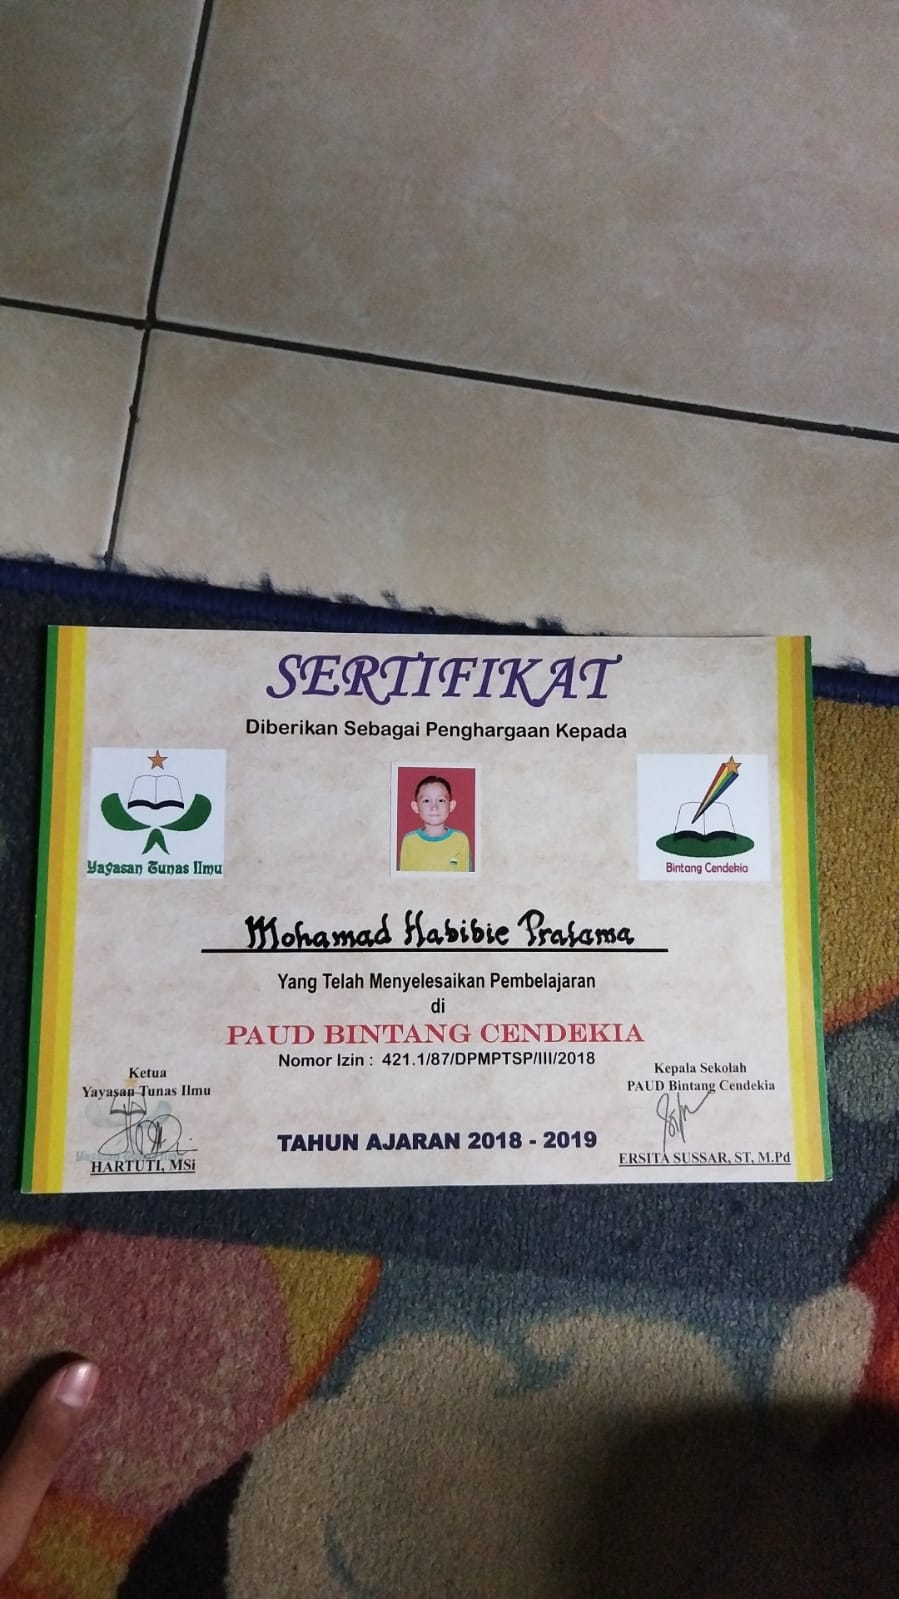 SERTIFIKAT
Diberikan Sebagai Penghargaan Kepada
Yayasan Tunas Ilmu
Bintang Cendekia
Mohamad Habibie Pratama
Yang Telah Menyelesaikan Pembelajaran
di
PAUD BINTANG CENDEKIA
Nomor Izin : 421.1/87/DPMPTSP/III/2018
Ketua
Yayasan Tunas Ilmu
HARTUTI, MSi
Kepala Sekolah
PAUD Bintang Cendekia
ERSITA SUSSAR, ST, M.Pd
TAHUN AJARAN 2018 - 2019